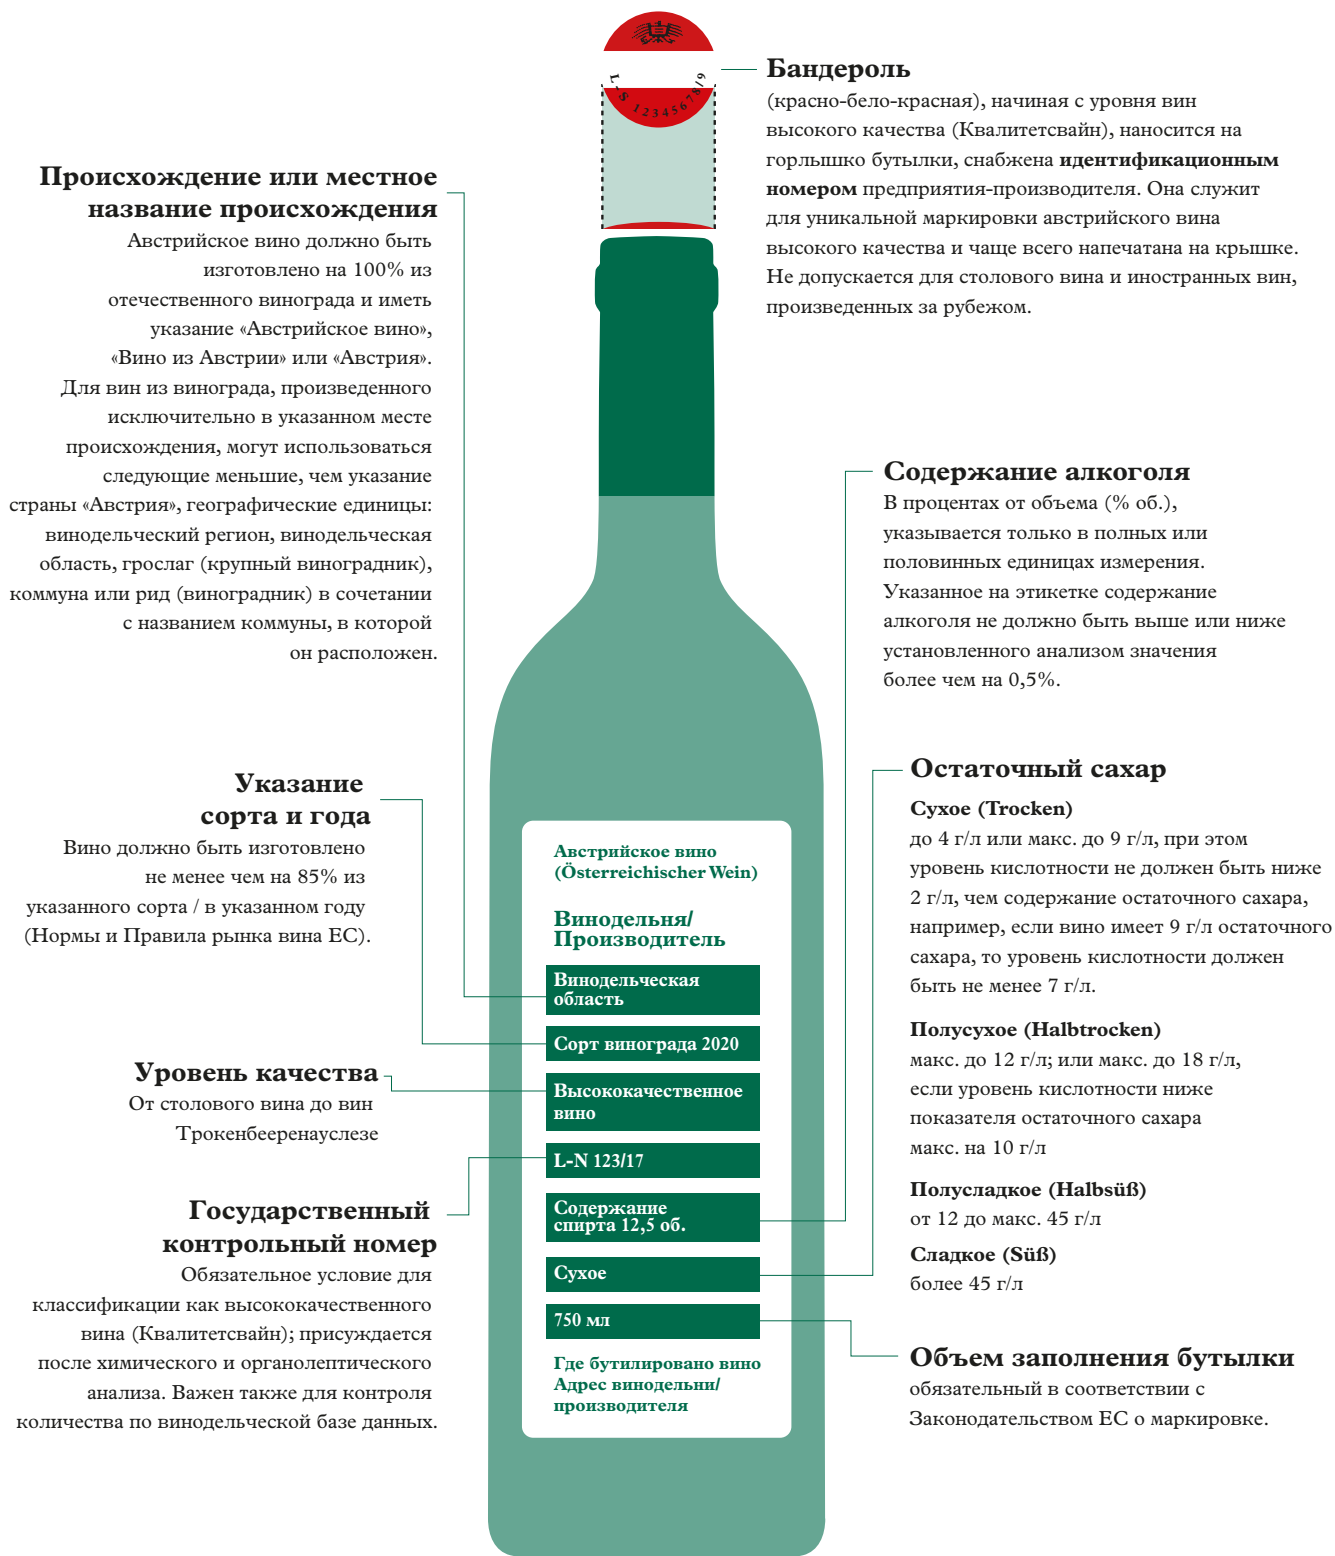 L-S 12345678/9
Бандероль
(красно-бело-красная), начиная с уровня вин
высокого качества (Квалитетсвайн), наносится на
горлышко бутылки, снабжена идентификационным
номером предприятия-производителя. Она служит
для уникальной маркировки австрийского вина
высокого качества и чаще всего напечатана на крышке.
Не допускается для столового вина и иностранных вин,
произведенных за рубежом.
Происхождение или местное
название происхождения
Австрийское вино должно быть
изготовлено на 100% из
отечественного винограда и иметь
указание «Австрийское вино»,
«Вино из Австрии» или «Австрия».
Для вин из винограда, произведенного
исключительно в указанном месте
происхождения, могут использоваться
следующие меньшие, чем указание
страны «Австрия», географические единицы:
винодельческий регион, винодельческая
область, грослаг (крупный виноградник),
коммуна или рид (виноградник) в сочетании
с названием коммуны, в которой
он расположен.
Содержание алкоголя
В процентах от объема (% об.),
указывается только в полных или
половинных единицах измерения.
Указанное на этикетке содержание
алкоголя не должно быть выше или ниже
установленного анализом значения
более чем на 0,5%.
Указание
сорта и года
Вино должно быть изготовлено
не менее чем на 85% из
указанного сорта / в указанном году
(Нормы и Правила рынка вина ЕС).
Уровень качества
От столового вина до вин
Трокенбееренауслезе
Государственный
контрольный номер
Обязательное условие для
классификации как высококачественного
вина (Квалитетсвайн); присуждается
после химического и органолептического
анализа. Важен также для контроля
количества по винодельческой базе данных.
Австрийское вино
(Österreichischer Wein)
Винодельня/
Производитель
Винодельческая
область
Сорт винограда 2020
Высококачественное
вино
L-N 123/17
Содержание
спирта 12,5 об.
Сухое
750 мл
Где бутилировано вино
Адрес винодельни/
производителя
Остаточный сахар
Сухое (Trocken)
до 4 г/л или макс. до 9 г/л, при этом
уровень кислотности не должен быть ниже
2 г/л, чем содержание остаточного сахара,
например, если вино имеет 9 г/л остаточного
сахара, то уровень кислотности должен
быть не менее 7 г/л.
Полусухое (Halbtrocken)
макс. до 12 г/л; или макс. до 18 г/л,
если уровень кислотности ниже
показателя остаточного сахара
макс. на 10 г/л
Полусладкое (Halbsüß)
от 12 до макс. 45 г/л
Сладкое (Süß)
более 45 г/л
Объем заполнения бутылки
обязательный в соответствии с
Законодательством ЕС о маркировке.